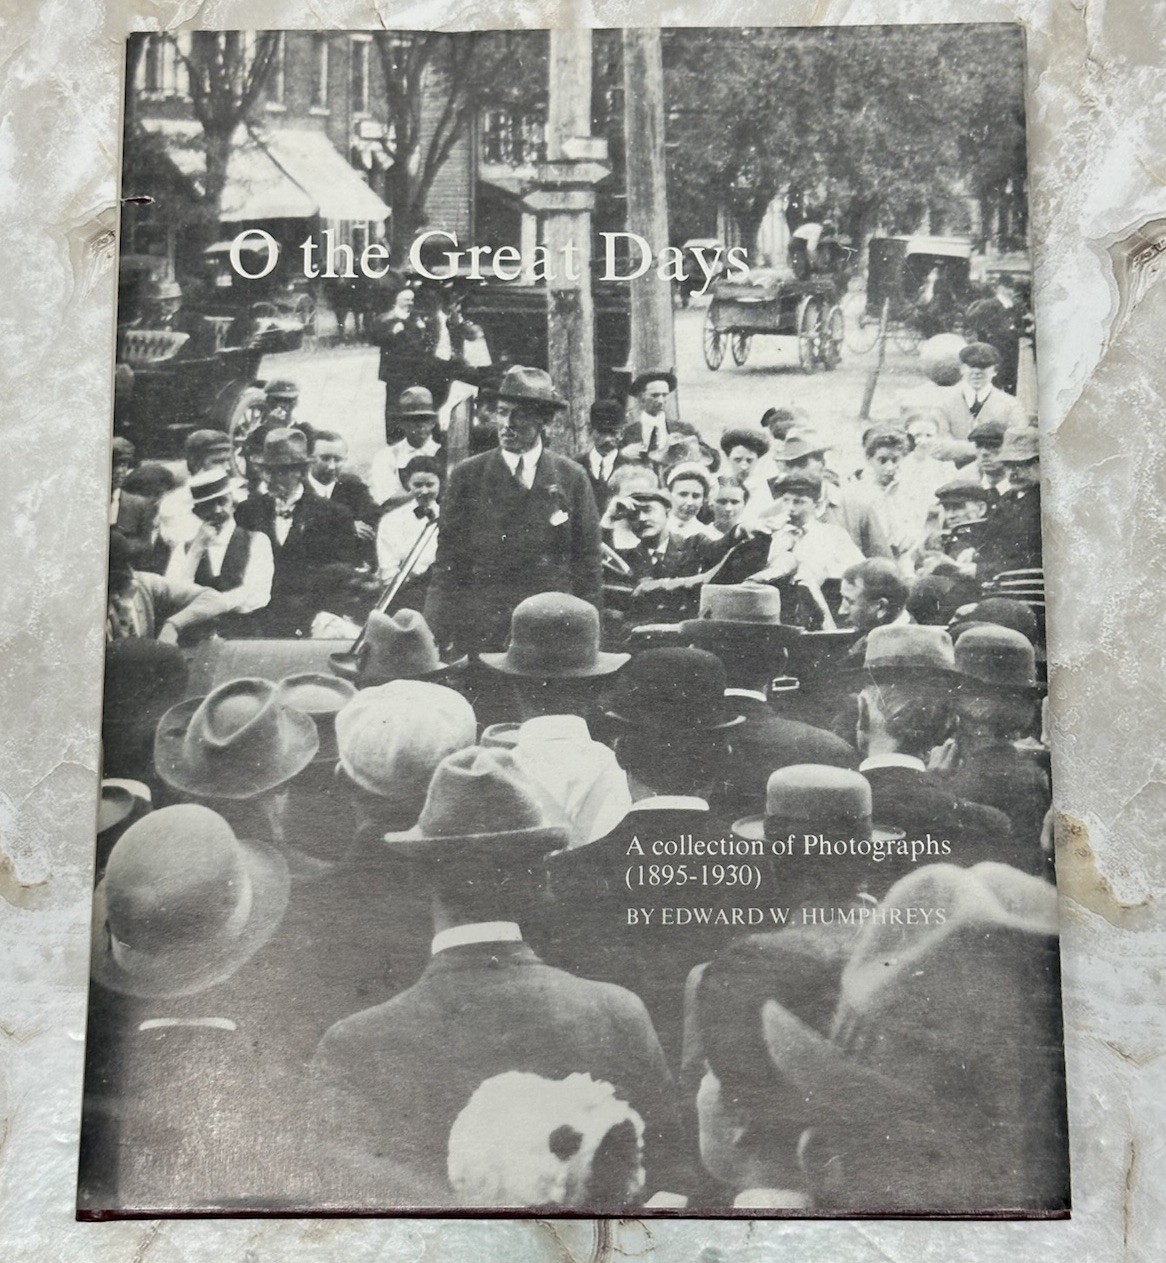 O the Great Days
A collection of Photographs
(1895-1930)
BY EDWARD W. HUMPHREYS